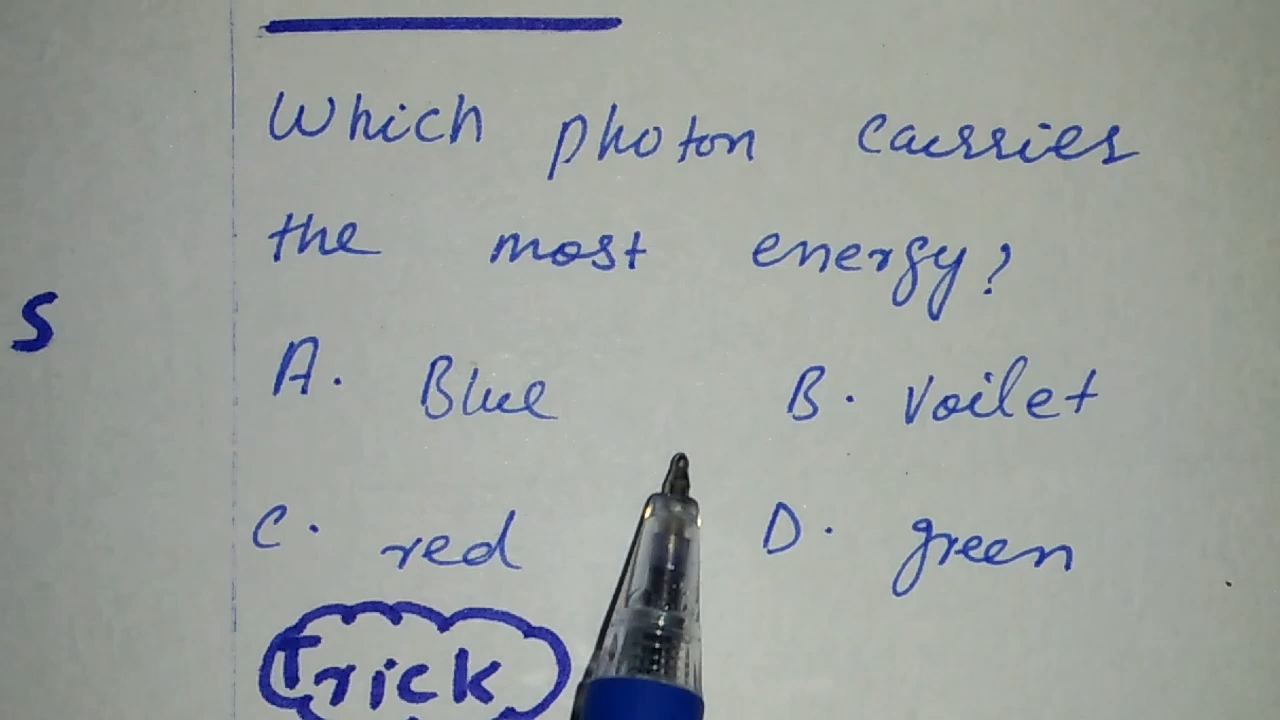 Which photon carries
the most energy?
A. Blue B. Voilet
C. red D. green
Trick
S